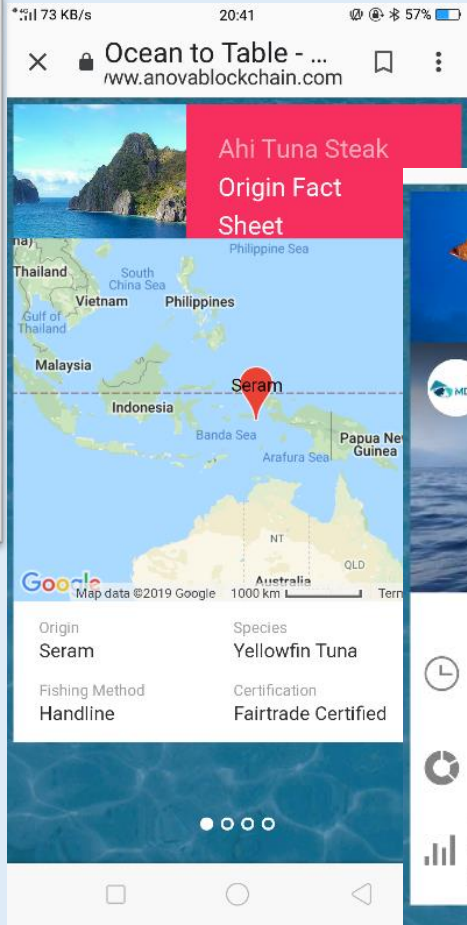 73 KB/s 20:41 57%
Ocean to Table - ...
www.anovablockchain.com
Ahi Tuna Steak
Origin Fact
Sheet
na)
Philippine Sea
Thailand
South
China Sea
Vietnam
Philippines
Gulf of
Thailand
Malaysia
Seram
Indonesia
Banda Sea
Papua New
Guinea
Arafura Sea
NT
QLD
Australia
Google
Map data ©2019 Google 1000 km Term
Origin Species
Seram Yellowfin Tuna
Fishing Method Certification
Handline Fairtrade Certified